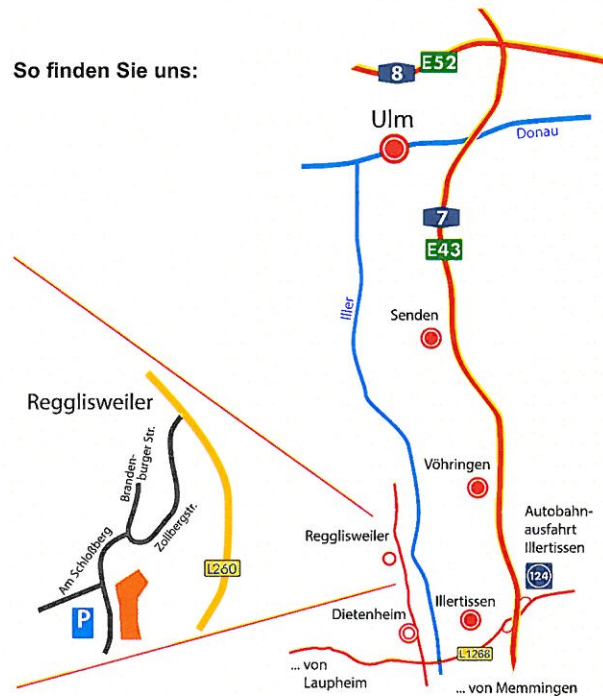 So finden Sie uns:
8
E52
Ulm
Donau
7
E43
Iller
Senden
Regglisweiler
Branden-
burger Str.
Zollbergstr.
Am Schloßberg
L260
P
Vöhringen
Autobahn-
ausfahrt
Illertissen
124
Regglisweiler
Dietenheim
Illertissen
L1268
... von
Laupheim
... von Memmingen